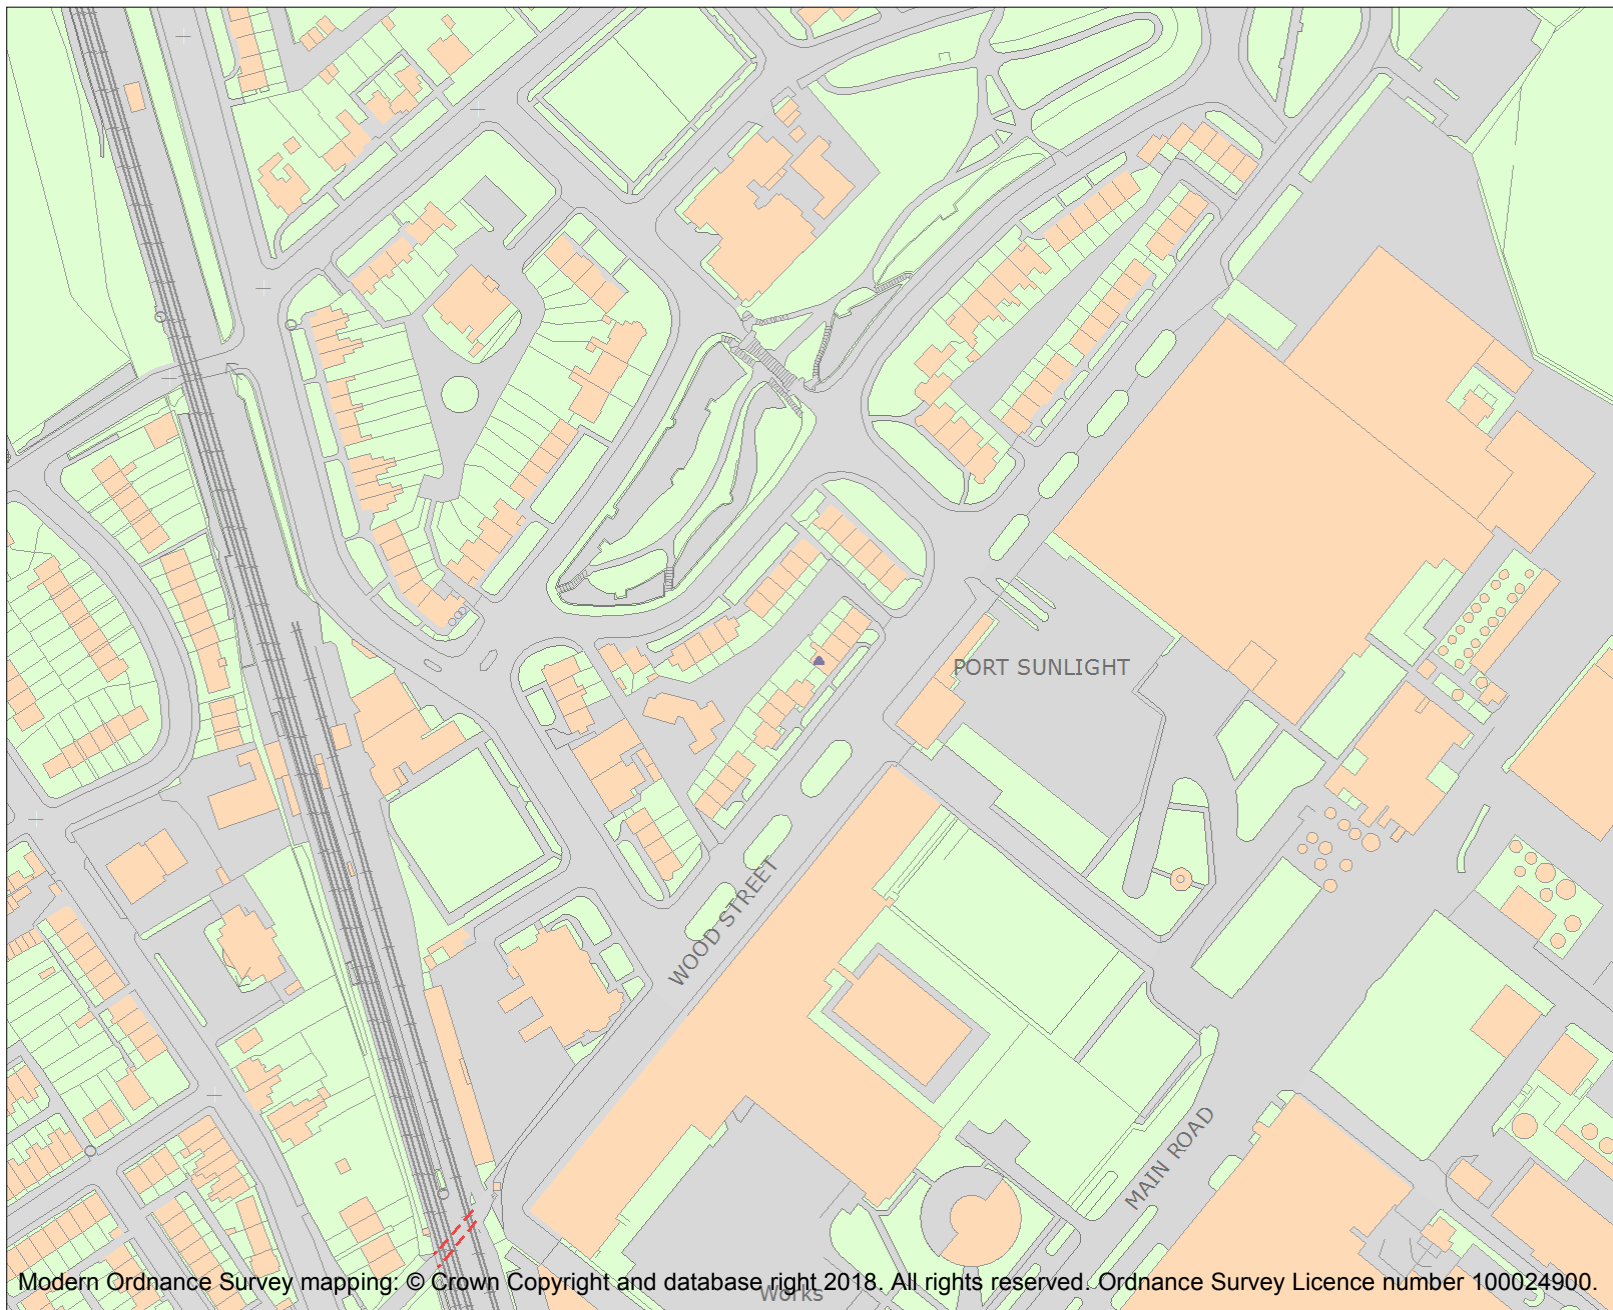 PORT SUNLIGHT
WOOD STREET
MAIN ROAD
Modern Ordnance Survey mapping: © Crown Copyright and database right 2018. All rights reserved. Ordnance Survey Licence number 100024900.
Works